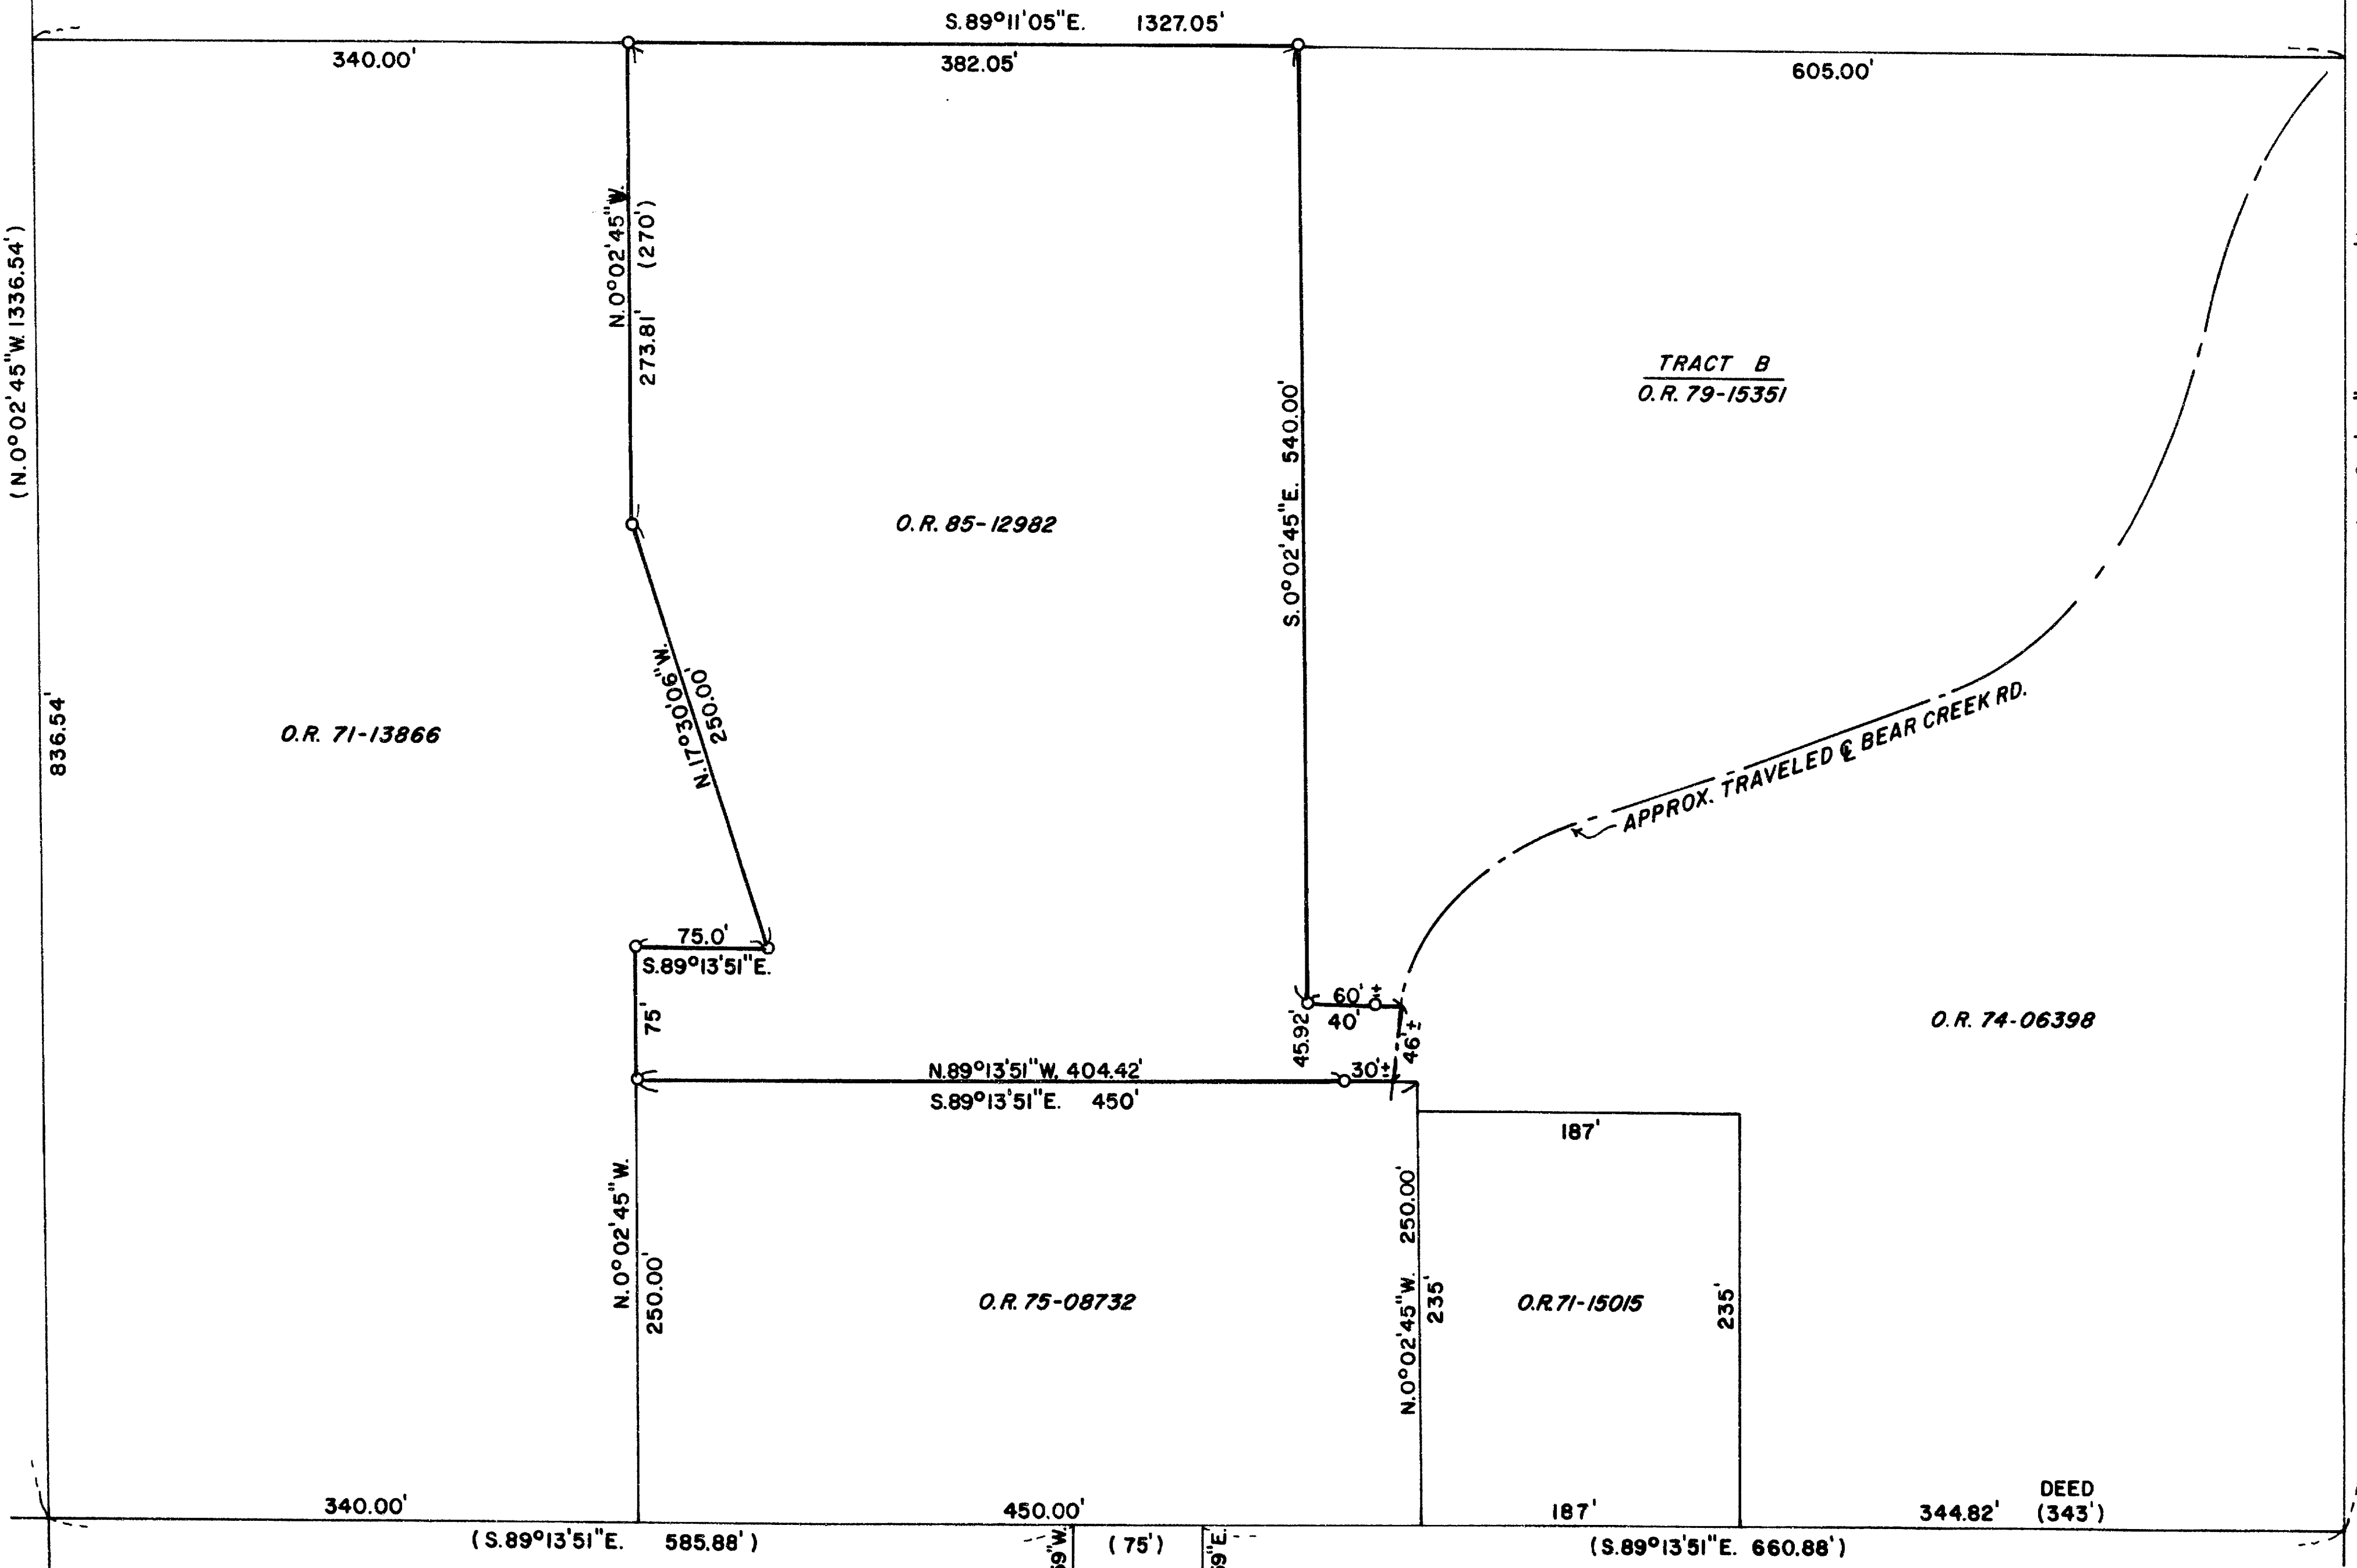 S.89°11'05"E. 1327.05'
340.00'
382.05'
605.00'
(N.0°02'45"W. 1336.54')
836.54'
N.0°02'45"W.
(270')
273.81'
O.R. 85-12982
S.0°02'45"E. 540.00'
TRACT B
O.R. 79-15351
N.17°30'06"W.
250.00'
O.R. 71-13866
APPROX. TRAVELED ℄ BEAR CREEK RD.
75.0'
S.89°13'51"E.
75'
60'±
40'
45.92'
46'±
30'±
O.R. 74-06398
N.89°13'51"W. 404.42'
S.89°13'51"E. 450'
187'
N.0°02'45"W.
250.00'
O.R. 75-08732
N.0°02'45"W. 250.00'
235'
O.R. 71-15015
235'
340.00'
450.00'
187'
344.82'
DEED
(343')
(S.89°13'51"E. 585.88')
(75')
(S.89°13'51"E. 660.88')